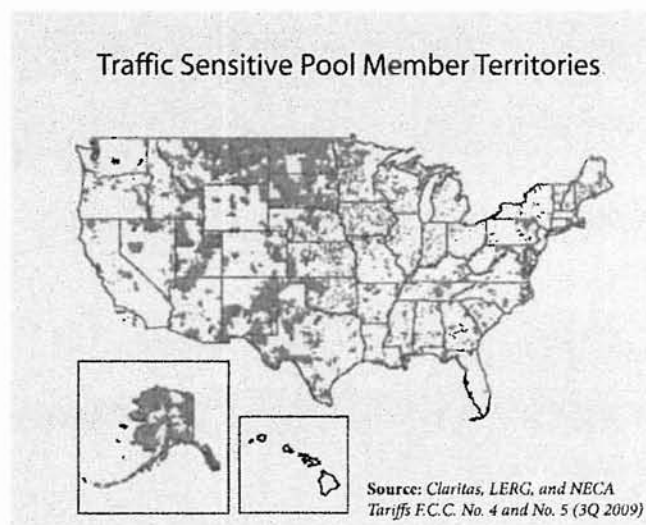 Traffic Sensitive Pool Member Territories
Source: Claritas, LERG, and NECA
Tariffs F.C.C. No. 4 and No. 5 (3Q 2009)